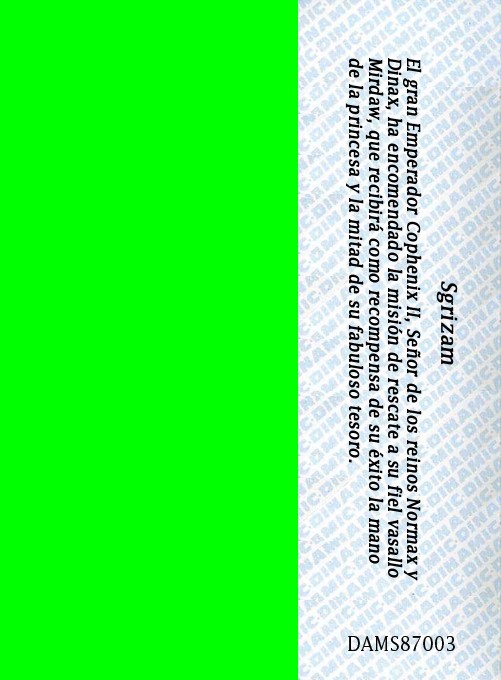 Sgrizam
El gran Emperador Cophenix II, Señor de los reinos Normax y
Dinax, ha encomendado la misión de rescate a su fiel vasallo
Mirdaw, que recibirá como recompensa de su éxito la mano
de la princesa y la mitad de su fabuloso tesoro.
DAMS87003